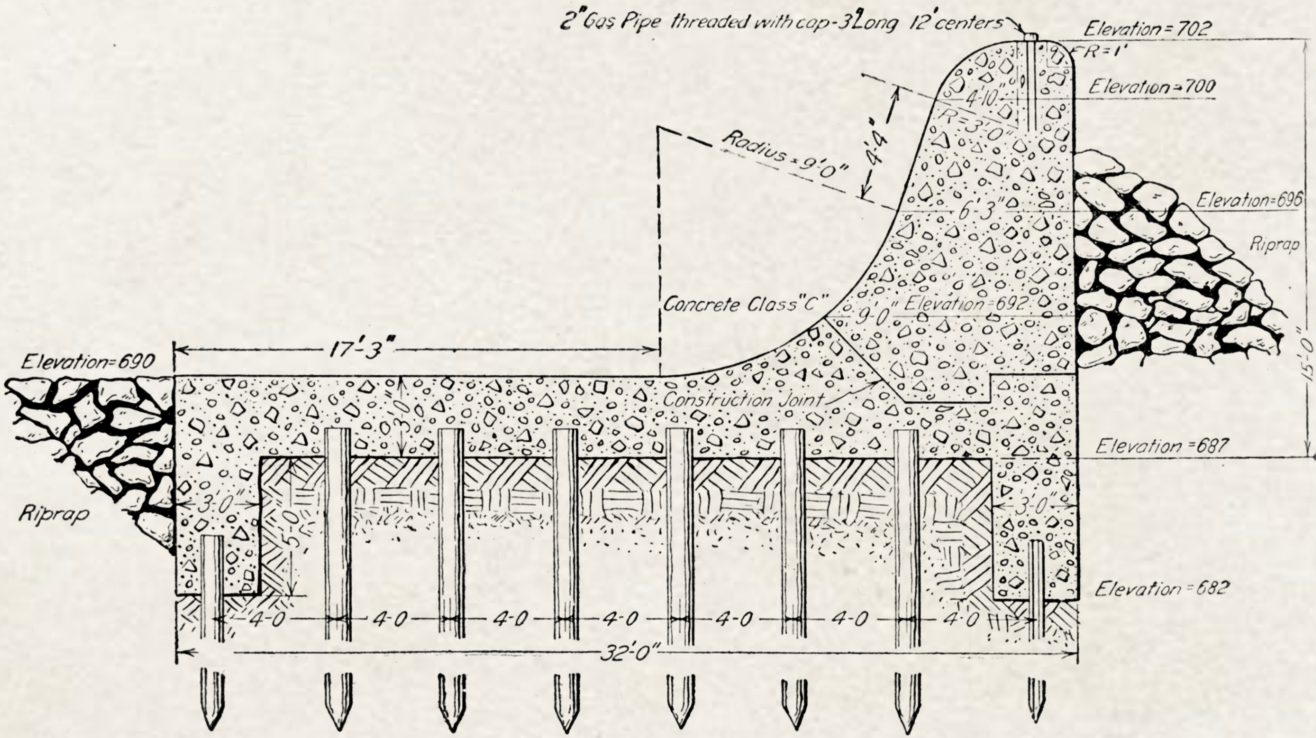 2" Gas Pipe threaded with cap-3' Long 12' centers
Elevation=702
R=1'
Elevation=700
4'-10"
R=3'-0"
4'-4"
Radius=9'-0"
Elevation=696
6'-3"
Riprap
Concrete Class "C"
9'-0"
Elevation=692
17'-3"
Elevation=690
15'-0"
3'-0"
Construction Joint
Elevation=687
Riprap
3'-0"
5'-0"
3'-0"
Elevation=682
4-0 4-0 4-0 4-0 4-0 4-0 4-0
32'-0"